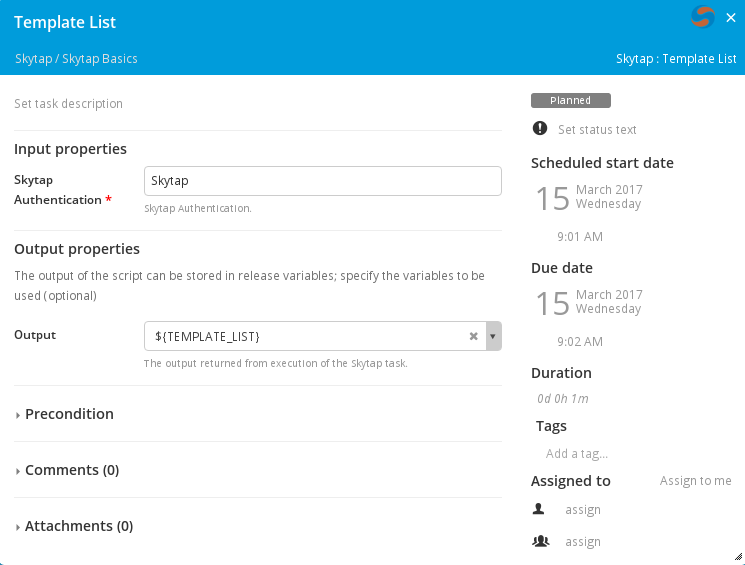 Template List
Skytap / Skytap Basics
Skytap : Template List
Set task description
Input properties
Skytap
Authentication *
Skytap
Skytap Authentication.
Output properties
The output of the script can be stored in release variables; specify the variables to be
used (optional)
Output
${TEMPLATE_LIST}
The output returned from execution of the Skytap task.
Precondition
Comments (0)
Attachments (0)
Planned
Set status text
Scheduled start date
15
March 2017
Wednesday
9:01 AM
Due date
15
March 2017
Wednesday
9:02 AM
Duration
0d 0h 1m
Tags
Add a tag...
Assigned to
Assign to me
assign
assign